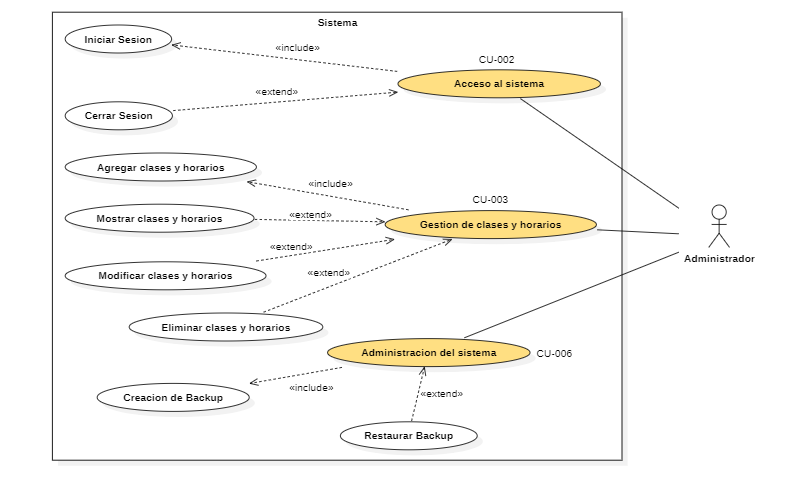 Sistema
Iniciar Sesion
«include»
CU-002
Acceso al sistema
«extend»
Cerrar Sesion
Agregar clases y horarios
«include»
CU-003
Mostrar clases y horarios
«extend»
Gestion de clases y horarios
«extend»
Modificar clases y horarios
«extend»
Administrador
Eliminar clases y horarios
Administracion del sistema
CU-006
«include»
Creacion de Backup
«extend»
Restaurar Backup